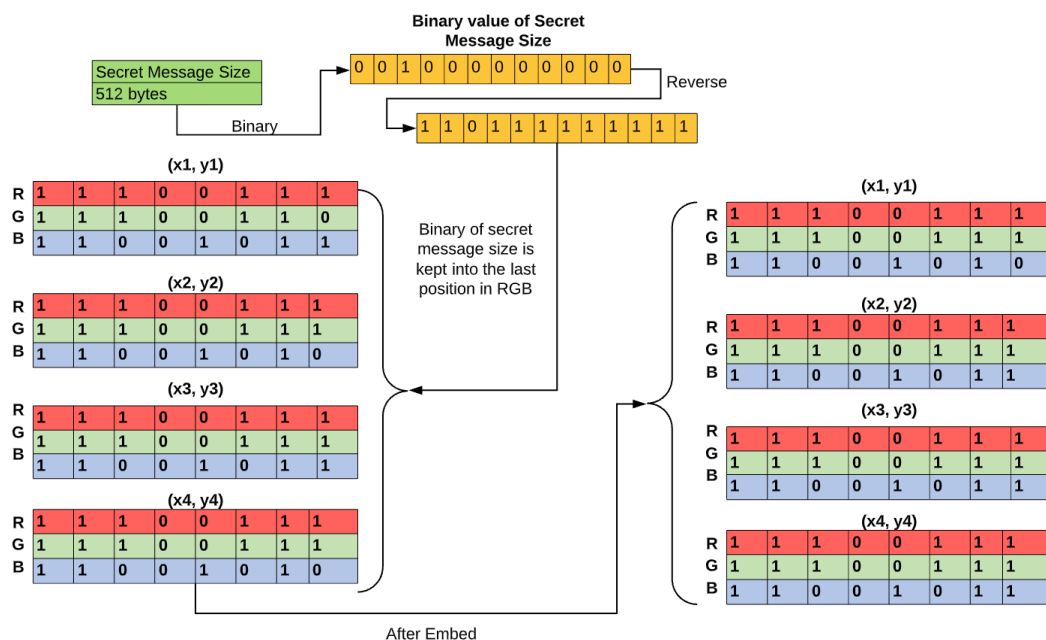 Binary value of Secret
Message Size
Secret Message Size
512 bytes
0 0 1 0 0 0 0 0 0 0 0 0
Reverse
Binary
1 1 0 1 1 1 1 1 1 1 1 1
(x1, y1)
R 1 1 1 0 0 1 1 1
G 1 1 1 0 0 1 1 0
B 1 1 0 0 1 0 1 1
(x2, y2)
R 1 1 1 0 0 1 1 1
G 1 1 1 0 0 1 1 1
B 1 1 0 0 1 0 1 0
(x3, y3)
R 1 1 1 0 0 1 1 1
G 1 1 1 0 0 1 1 1
B 1 1 0 0 1 0 1 1
(x4, y4)
R 1 1 1 0 0 1 1 1
G 1 1 1 0 0 1 1 1
B 1 1 0 0 1 0 1 0
Binary of secret
message size is
kept into the last
position in RGB
After Embed
(x1, y1)
R 1 1 1 0 0 1 1 1
G 1 1 1 0 0 1 1 1
B 1 1 0 0 1 0 1 0
(x2, y2)
R 1 1 1 0 0 1 1 1
G 1 1 1 0 0 1 1 1
B 1 1 0 0 1 0 1 1
(x3, y3)
R 1 1 1 0 0 1 1 1
G 1 1 1 0 0 1 1 1
B 1 1 0 0 1 0 1 1
(x4, y4)
R 1 1 1 0 0 1 1 1
G 1 1 1 0 0 1 1 1
B 1 1 0 0 1 0 1 1